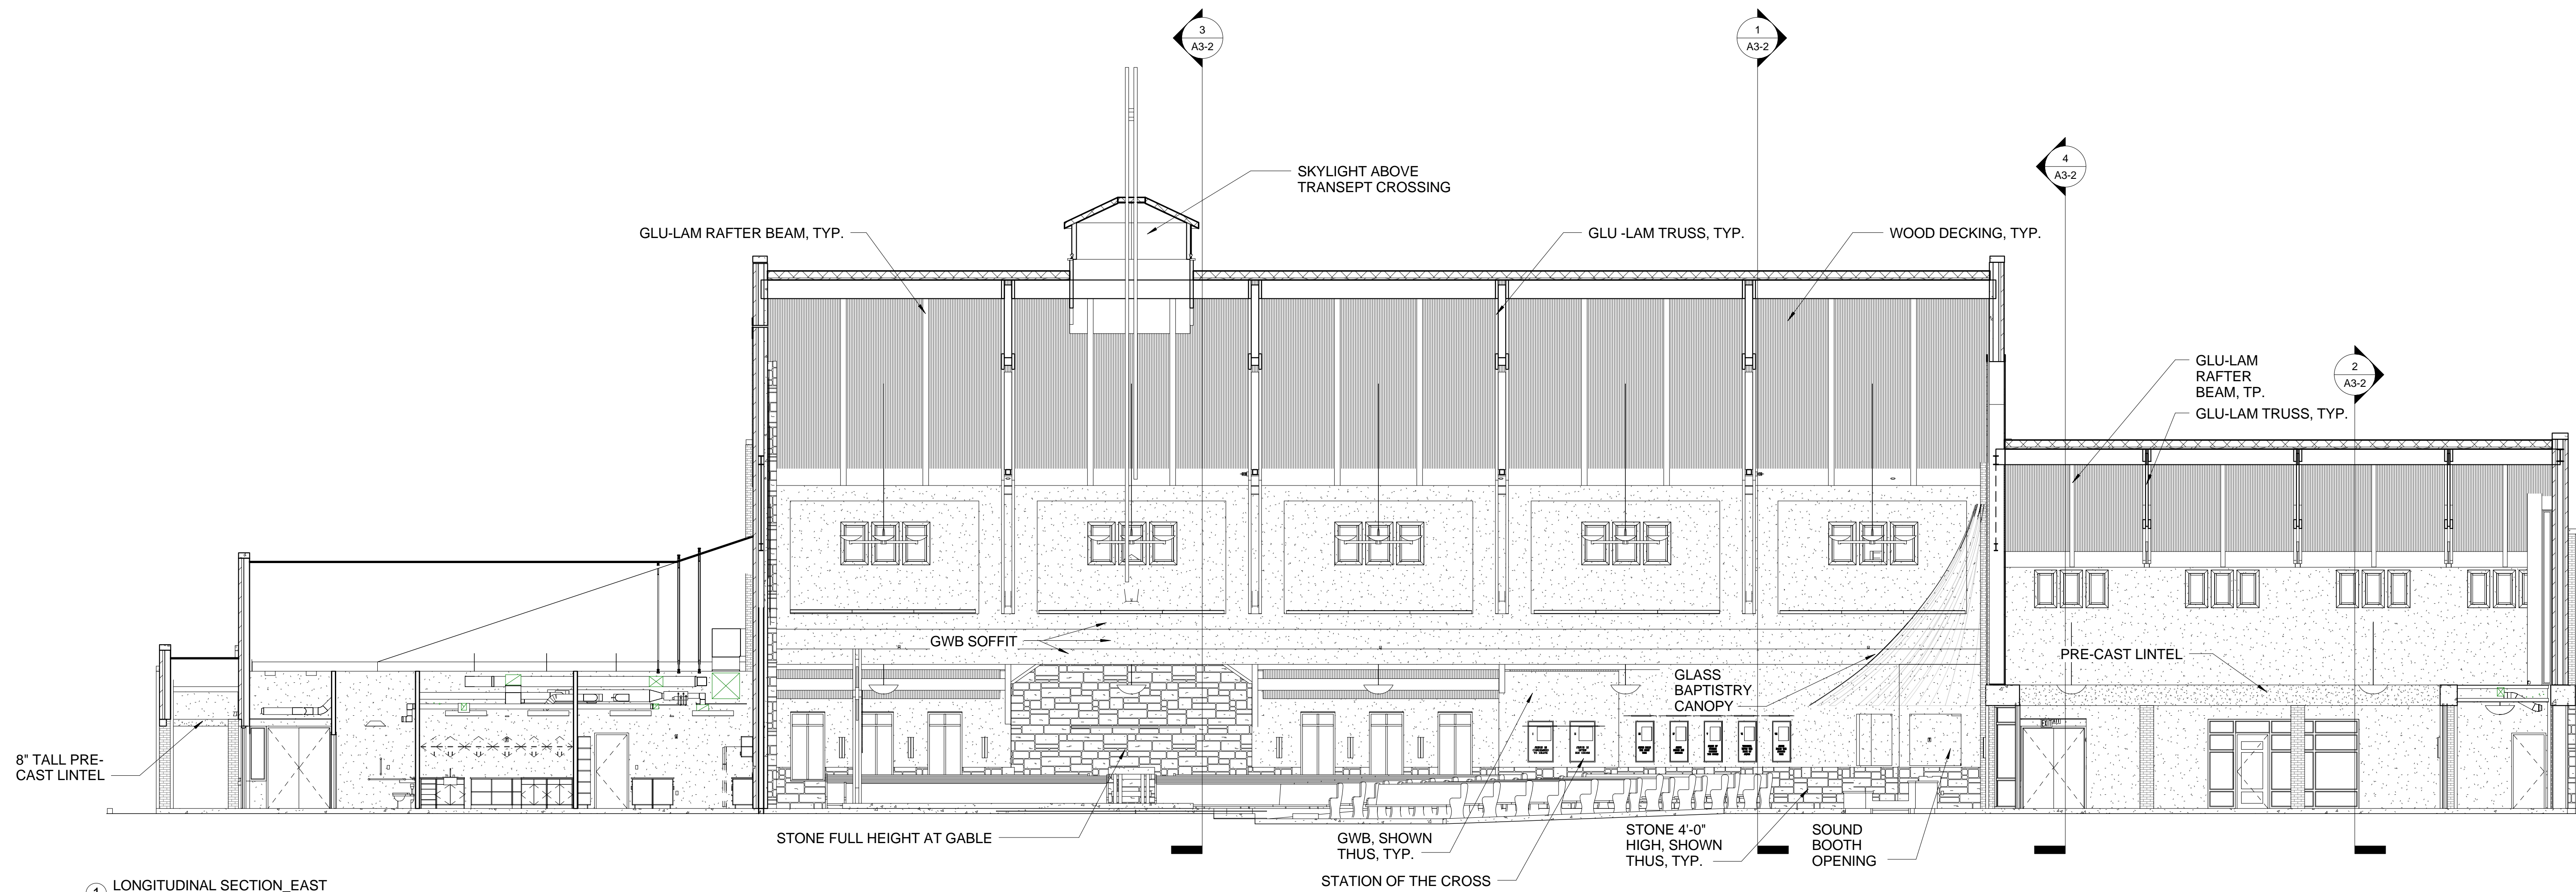 3
A3-2
1
A3-2
SKYLIGHT ABOVE
TRANSEPT CROSSING
4
A3-2
GLU-LAM RAFTER BEAM, TYP.
GLU -LAM TRUSS, TYP.
WOOD DECKING, TYP.
GLU-LAM
RAFTER
BEAM, TP.
2
A3-2
GLU-LAM TRUSS, TYP.
GWB SOFFIT
PRE-CAST LINTEL
GLASS
BAPTISTRY
CANOPY
EXIT
8" TALL PRE-
CAST LINTEL
STONE FULL HEIGHT AT GABLE
GWB, SHOWN
THUS, TYP.
STONE 4'-0"
HIGH, SHOWN
THUS, TYP.
SOUND
BOOTH
OPENING
STATION OF THE CROSS
1
LONGITUDINAL SECTION_EAST